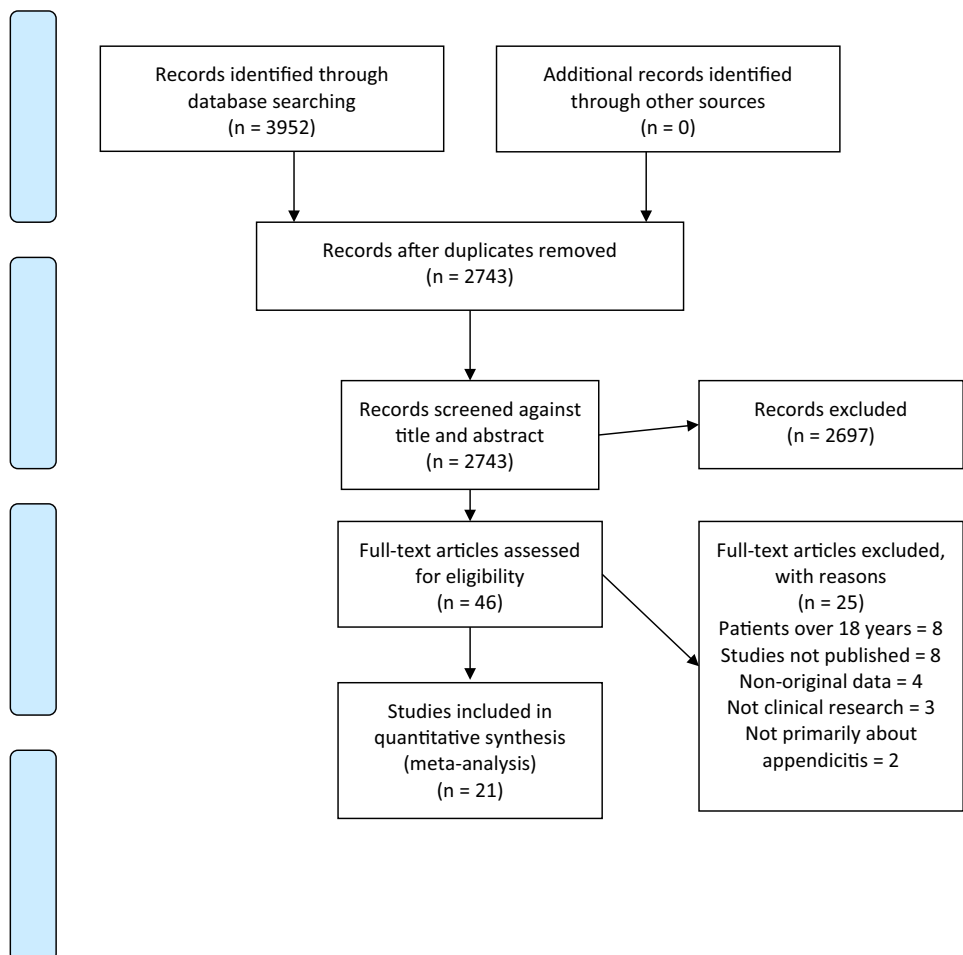 Records identified through
database searching
(n = 3952)
Additional records identified
through other sources
(n = 0)
Records after duplicates removed
(n = 2743)
Records screened against
title and abstract
(n = 2743)
Records excluded
(n = 2697)
Full-text articles assessed
for eligibility
(n = 46)
Full-text articles excluded,
with reasons
(n = 25)
Patients over 18 years = 8
Studies not published = 8
Non-original data = 4
Not clinical research = 3
Not primarily about
appendicitis = 2
Studies included in
quantitative synthesis
(meta-analysis)
(n = 21)